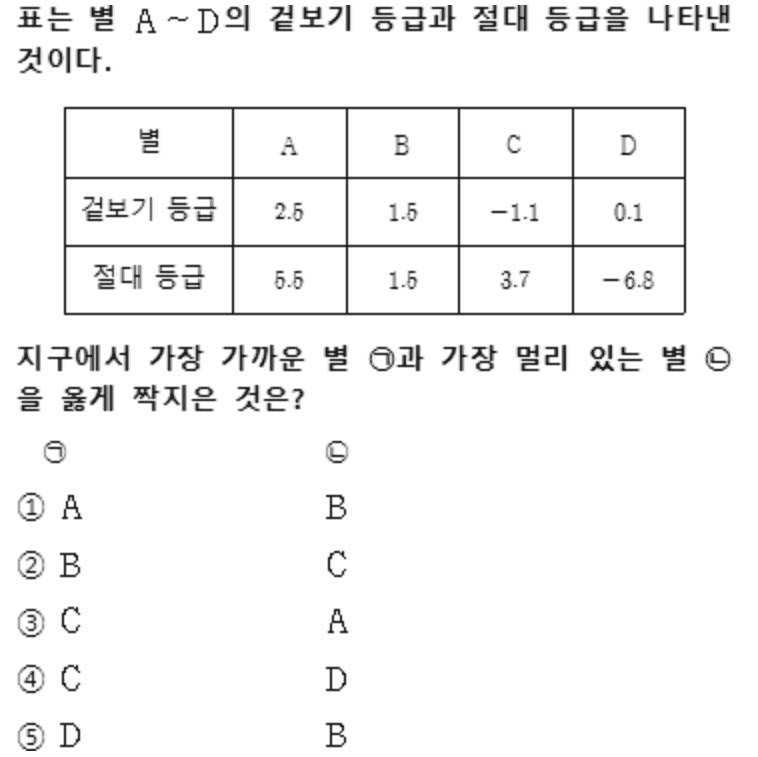 표는 별 A ~ D의 겉보기 등급과 절대 등급을 나타낸
것이다.
별 A B C D
겉보기 등급 2.5 1.5 −1.1 0.1
절대 등급 5.5 1.5 3.7 −6.8
지구에서 가장 가까운 별 ㉠과 가장 멀리 있는 별 ㉡
을 옳게 짝지은 것은?
㉠ ㉡
① A B
② B C
③ C A
④ C D
⑤ D B